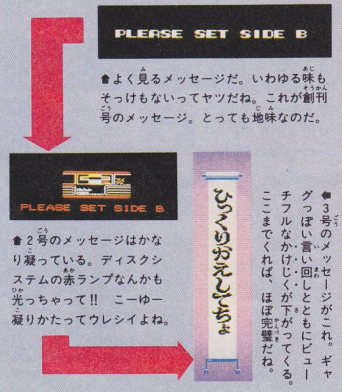 PLEASE SET SIDE B
⬆よく見るメッセージだ。いわゆる味も
そっけもないってヤツだね。これが創刊
号のメッセージ。とっても地味なのだ。
PLEASE SET SIDE B
⬆2号のメッセージはかな
り凝っている。ディスクシ
ステムの赤ランプなんかも
光っちゃって!! こーゆー
凝りかたってウレシイよね。
ひっくりおえしてちょ
⬅3号のメッセージがこれ。ギャ
グっぽい言い回しとともにビュー
チフルなかけじくが下がってくる。
ここまでくれば、ほぼ完璧だね。